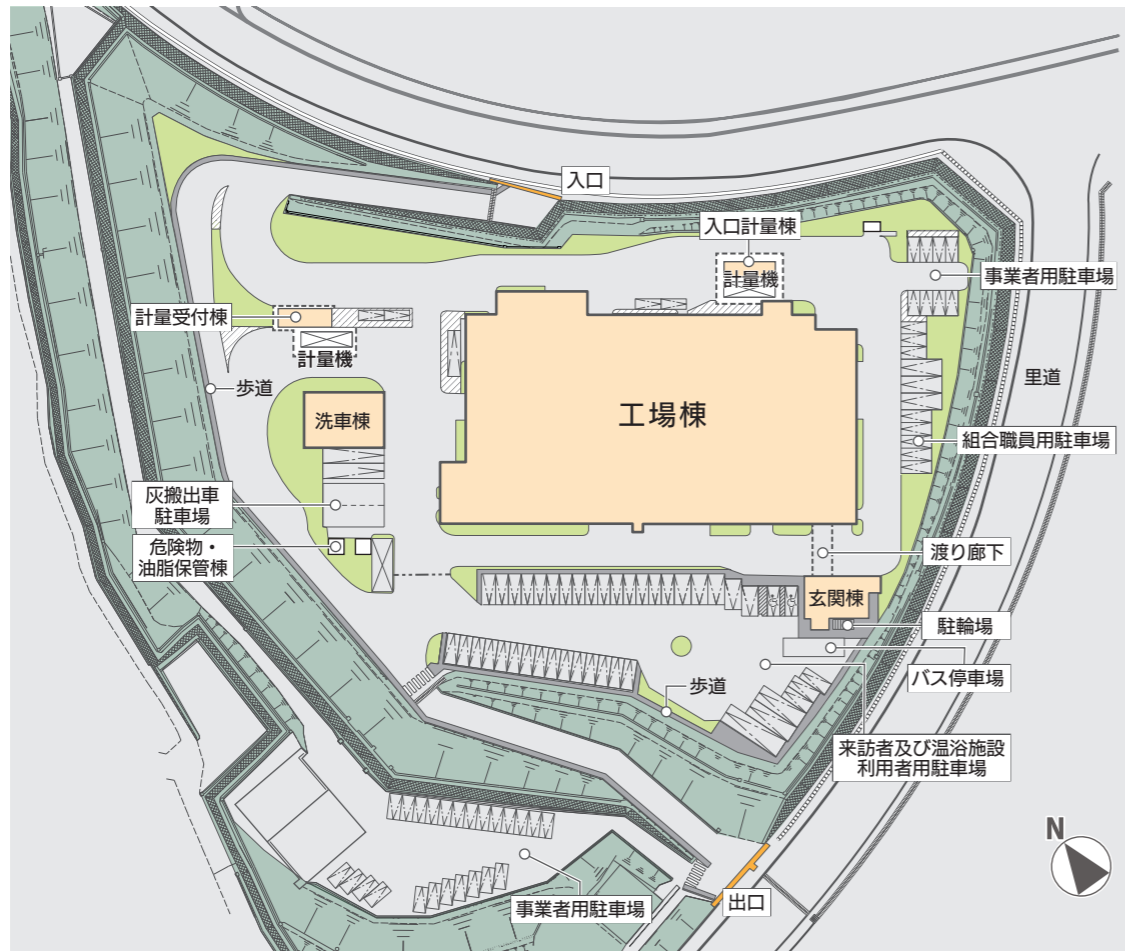 入口
入口計量棟
計量機
事業者用駐車場
計量受付棟
計量機
里道
歩道
洗車棟
工場棟
組合職員用駐車場
灰搬出車
駐車場
危険物・
油脂保管棟
渡り廊下
玄関棟
駐輪場
バス停車場
歩道
来訪者及び温浴施設
利用者用駐車場
N
事業者用駐車場
出口